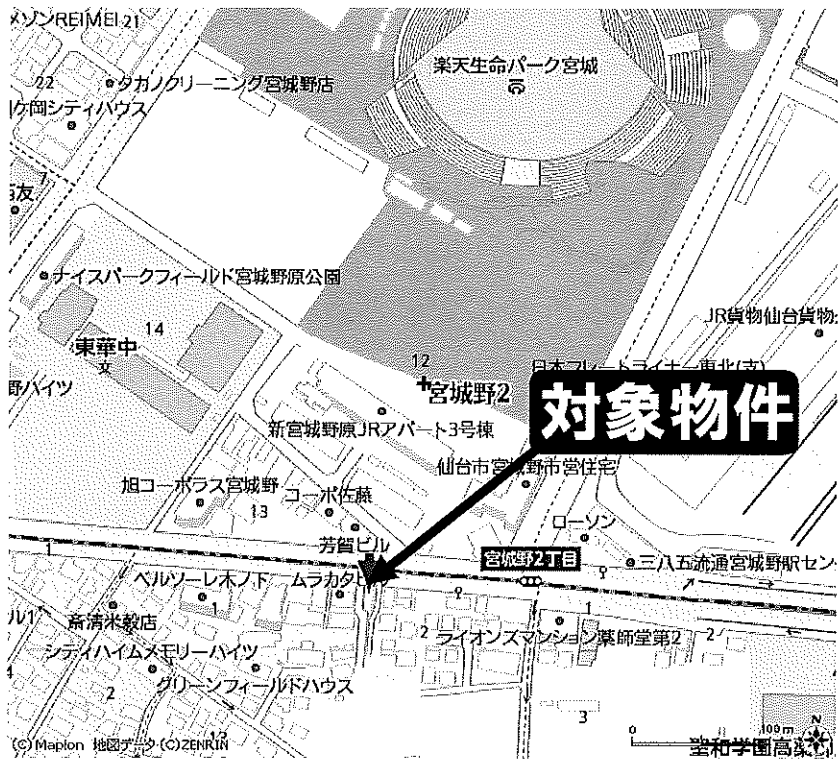 メゾンREIMEI 21
楽天生命パーク宮城
22
タカノクリーニング宮城野店
ケ岡シティハウス
7
友
ナイスパークフィールド宮城野原公園
14
JR貨物仙台貨物
東華中
文
12
日本フレートライナー東北(支)
宮城野2
野ハイツ
対象物件
新宮城野原JRアパート3号棟
仙台市宮城野市営住宅
旭コーポラス宮城野
コーポ佐藤
13
ローソン
芳賀ビル
1
宮城野2丁目
三八五流通宮城野駅セン
ベルソーレ木ノ下
ムラカタビ
斎清米穀店
1
2
ライオンズマンション薬師堂第2
1
2
シティハイムメモリーハイツ
2
グリーンフィールドハウス
3
0
100m
(C)Mapion 地図データ(C)ZENRIN
聖和学園高薬師